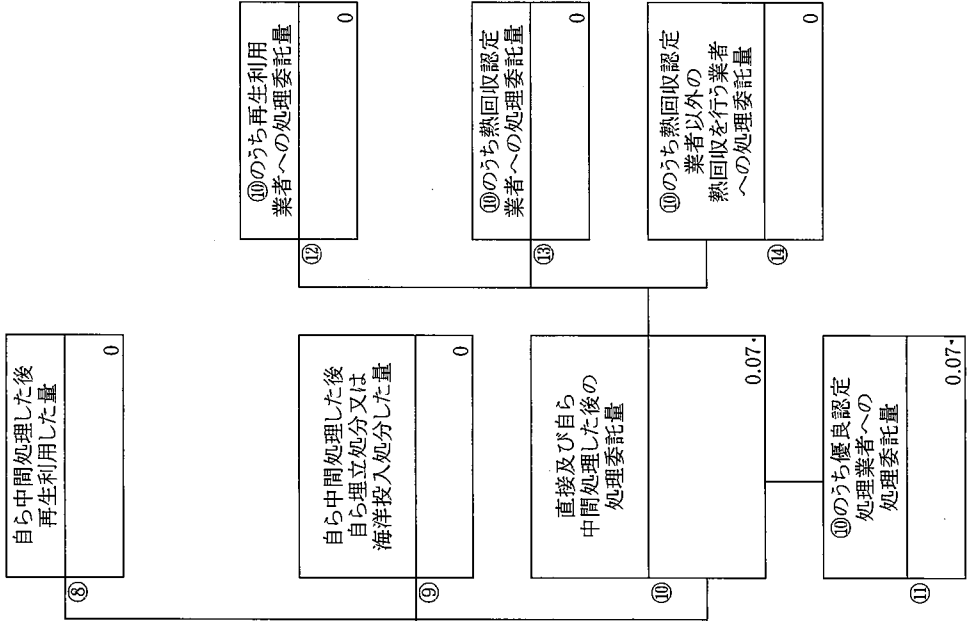 ⑧
自ら中間処理した後
再生利用した量
0
⑨
自ら中間処理した後
自ら埋立処分又は
海洋投入処分した量
0
⑩
直接及び自ら
中間処理した後の
処理委託量
0.07
⑪
⑩のうち優良認定
処理業者への
処理委託量
0.07
⑫
⑩のうち再生利用
業者への処理委託量
0
⑬
⑩のうち熱回収認定
業者への処理委託量
0
⑭
⑩のうち熱回収認定
業者以外の
熱回収を行う業者
への処理委託量
0